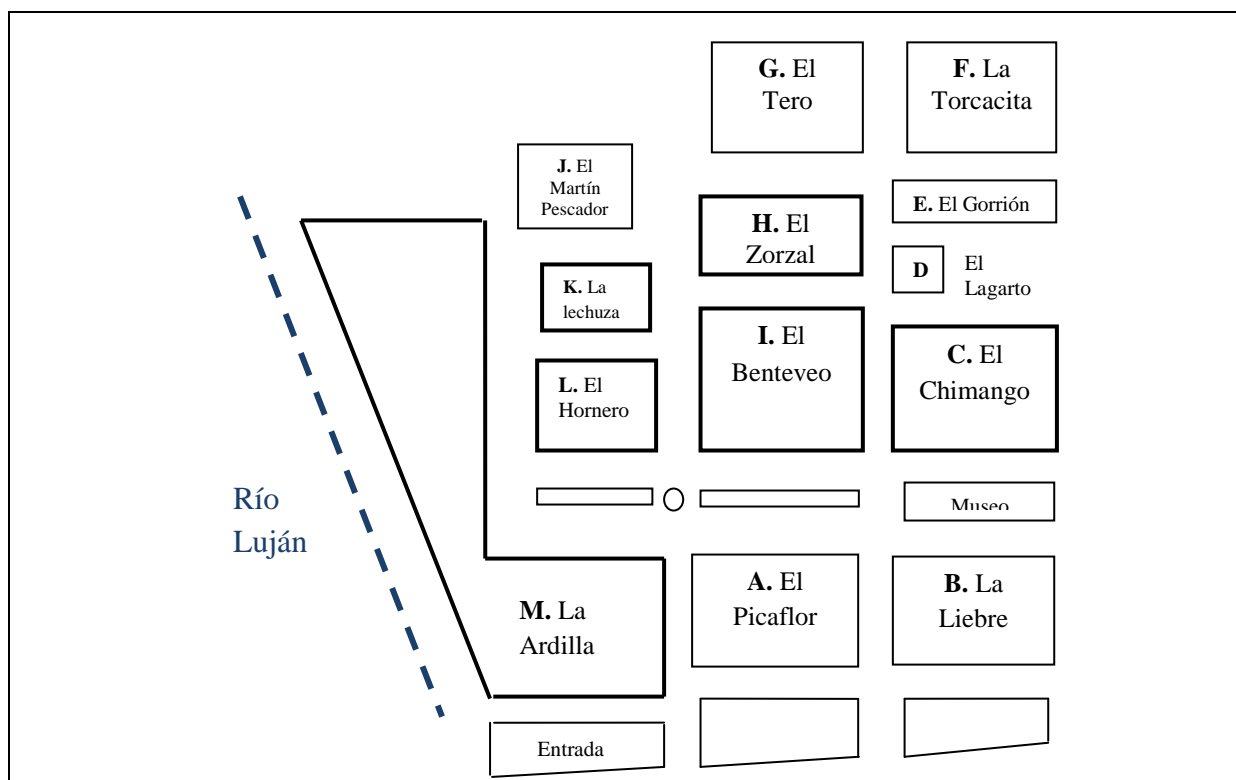 G. El
Tero
F. La
Torcacita
J. El
Martín
Pescador
E. El Gorrión
H. El
Zorzal
D
El
Lagarto
K. La
lechuza
I. El
Benteveo
C. El
Chimango
L. El
Hornero
Río
Luján
Museo
A. El
Picaflor
B. La
Liebre
M. La
Ardilla
Entrada